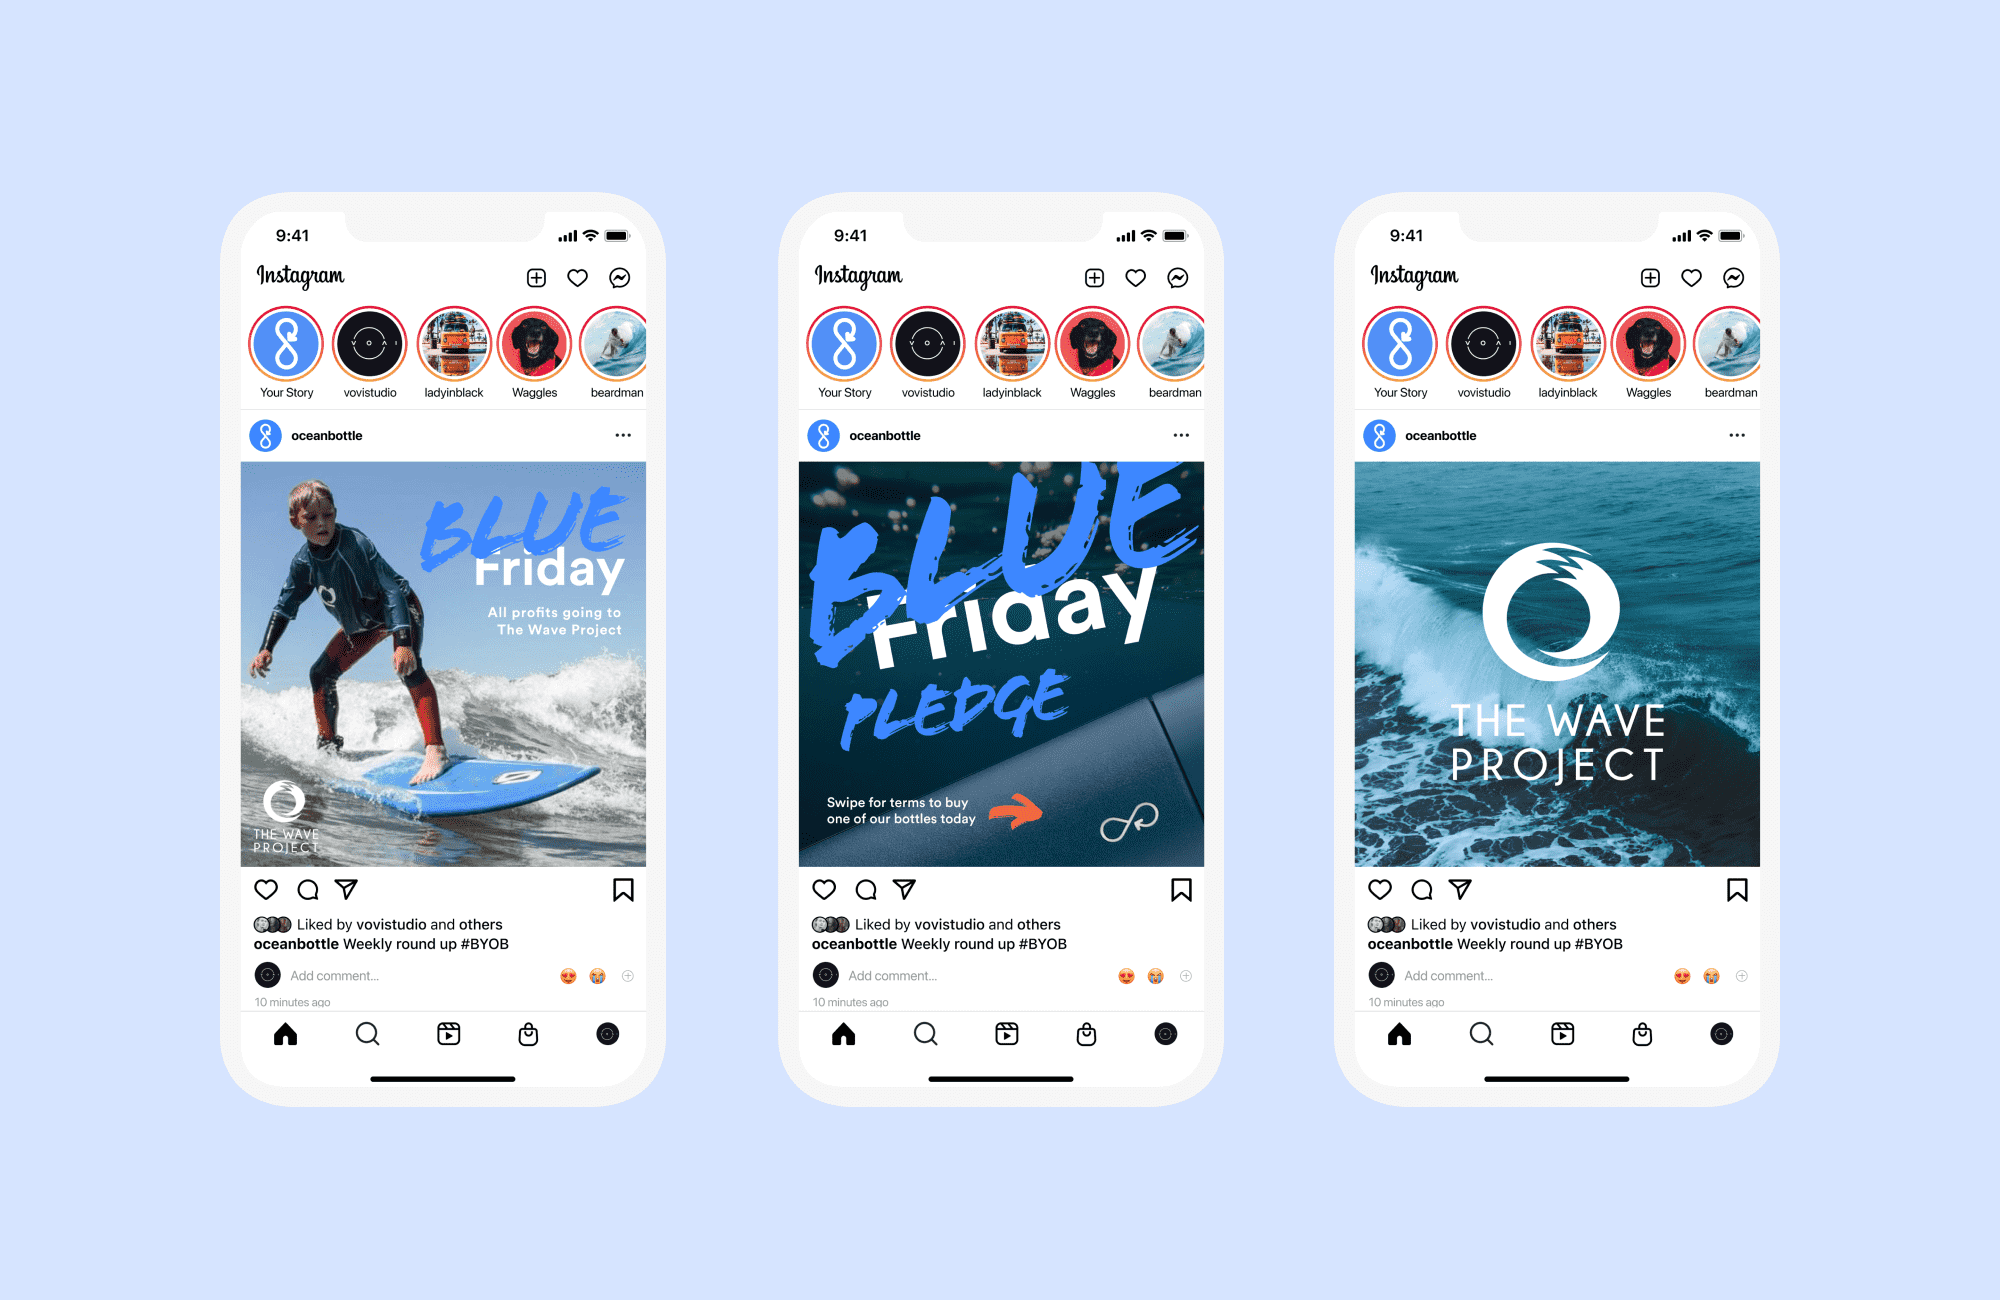 9:41
Instagram
Your Story
vovistudio
ladyinblack
Waggles
beardman
oceanbottle
BLUE
Friday
All profits going to
The Wave Project
THE WAVE
PROJECT
Liked by vovistudio and others
oceanbottle Weekly round up #BYOB
Add comment...
10 minutes ago
9:41
Instagram
Your Story
VOVI
vovistudio
ladyinblack
Waggles
beardman
oceanbottle
BLUE
Friday
PLEDGE
Swipe for terms to buy
one of our bottles today
Liked by vovistudio and others
oceanbottle Weekly round up #BYOB
Add comment...
10 minutes ago
9:41
Instagram
Your Story
vovistudio
ladyinblack
Waggles
beardman
oceanbottle
THE WAVE
PROJECT
Liked by vovistudio and others
oceanbottle Weekly round up #BYOB
Add comment...
10 minutes ago